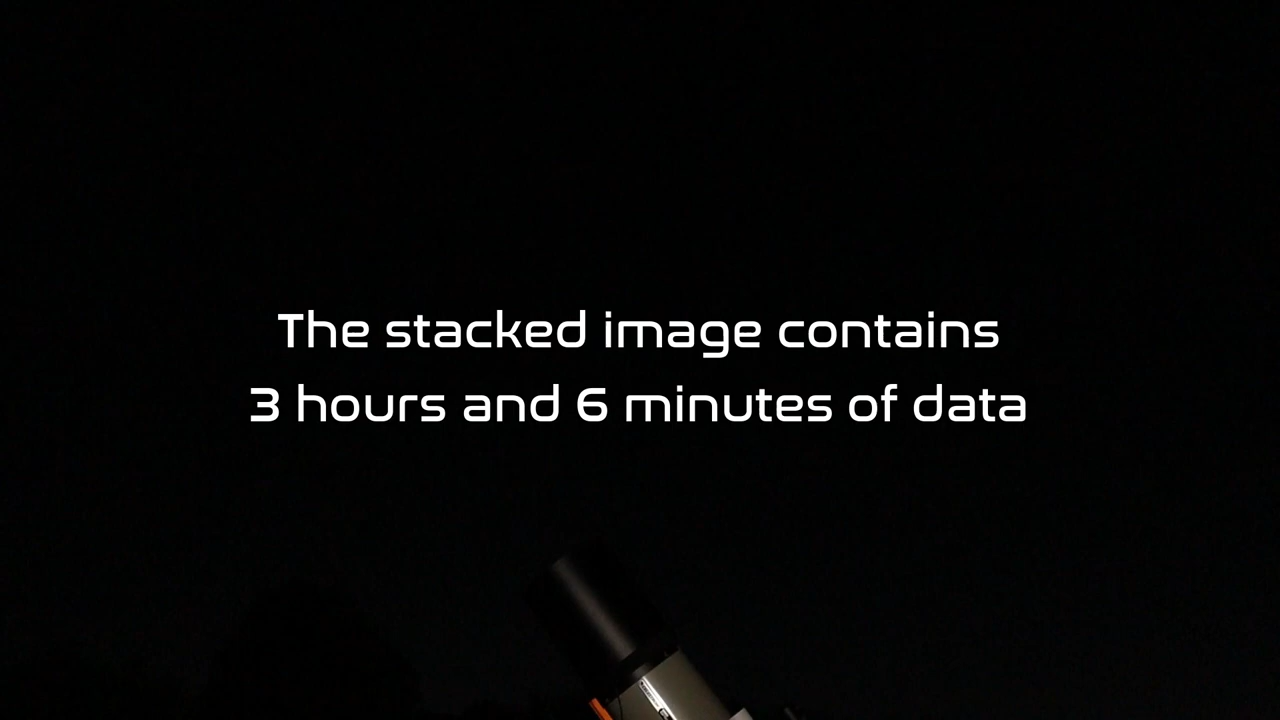 The stacked image contains
3 hours and 6 minutes of data